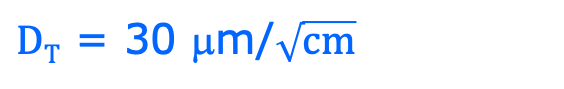 D_T = 30 μm/√cm